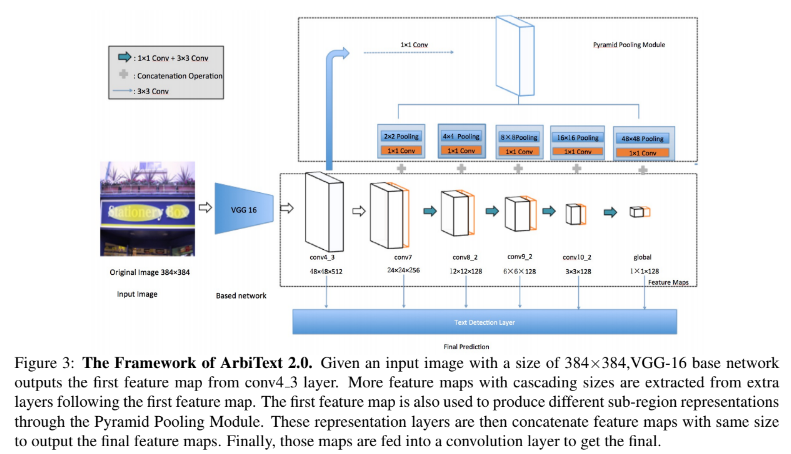 1×1 Conv
Pyramid Pooling Module
: 1×1 Conv + 3×3 Conv
: Concatenation Operation
: 3×3 Conv
2×2 Pooling
4×4 Pooling
8×8Pooling
16×16 Pooling
48×48 Pooling
1×1 Conv
1×1 Conv
1×1 Conv
1×1 Conv
1×1 Conv
Stationery Box
VGG 16
Original Image 384×384
Input Image
Based network
conv4_3
conv7
conv8_2
conv9_2
conv10_2
global
48×48×512
24×24×256
12×12×128
6×6×128
3×3×128
1×1×128
Feature Maps
Text Detection Layer
Final Prediction
Figure 3: The Framework of ArbiText 2.0. Given an input image with a size of 384×384,VGG-16 base network
outputs the first feature map from conv4_3 layer. More feature maps with cascading sizes are extracted from extra
layers following the first feature map. The first feature map is also used to produce different sub-region representations
through the Pyramid Pooling Module. These representation layers are then concatenate feature maps with same size
to output the final feature maps. Finally, those maps are fed into a convolution layer to get the final.